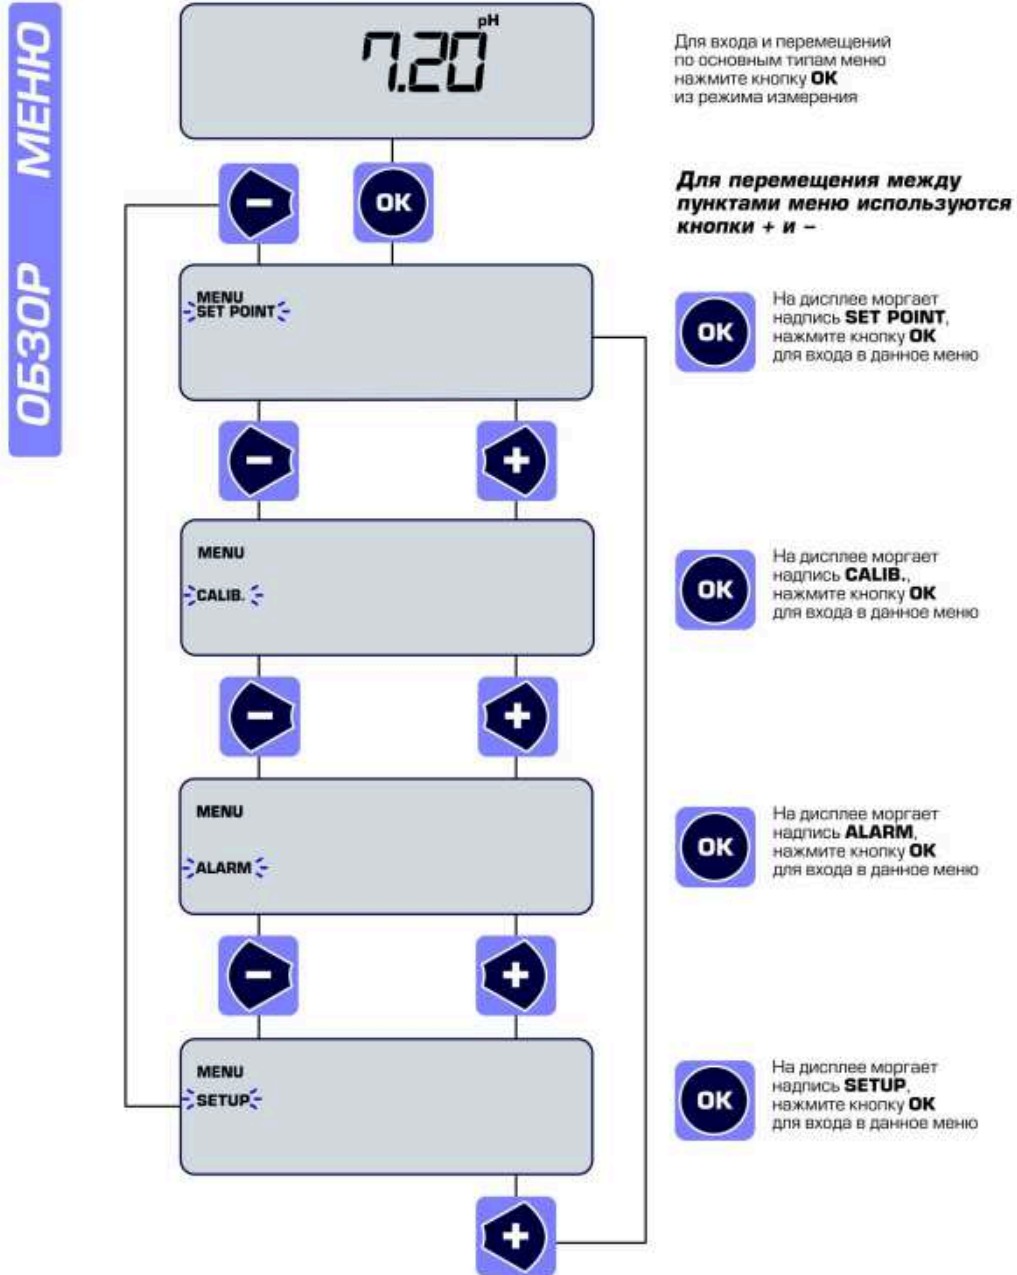 ОБЗОР МЕНЮ
pH
7.20
Для входа и перемещений
по основным типам меню
нажмите кнопку OK
из режима измерения
−
OK
Для перемещения между
пунктами меню используются
кнопки + и −
MENU
SET POINT
OK
На дисплее моргает
надпись SET POINT,
нажмите кнопку OK
для входа в данное меню
−
+
MENU
CALIB.
OK
На дисплее моргает
надпись CALIB.,
нажмите кнопку OK
для входа в данное меню
−
+
MENU
ALARM
OK
На дисплее моргает
надпись ALARM,
нажмите кнопку OK
для входа в данное меню
−
+
MENU
SETUP
OK
На дисплее моргает
надпись SETUP,
нажмите кнопку OK
для входа в данное меню
+